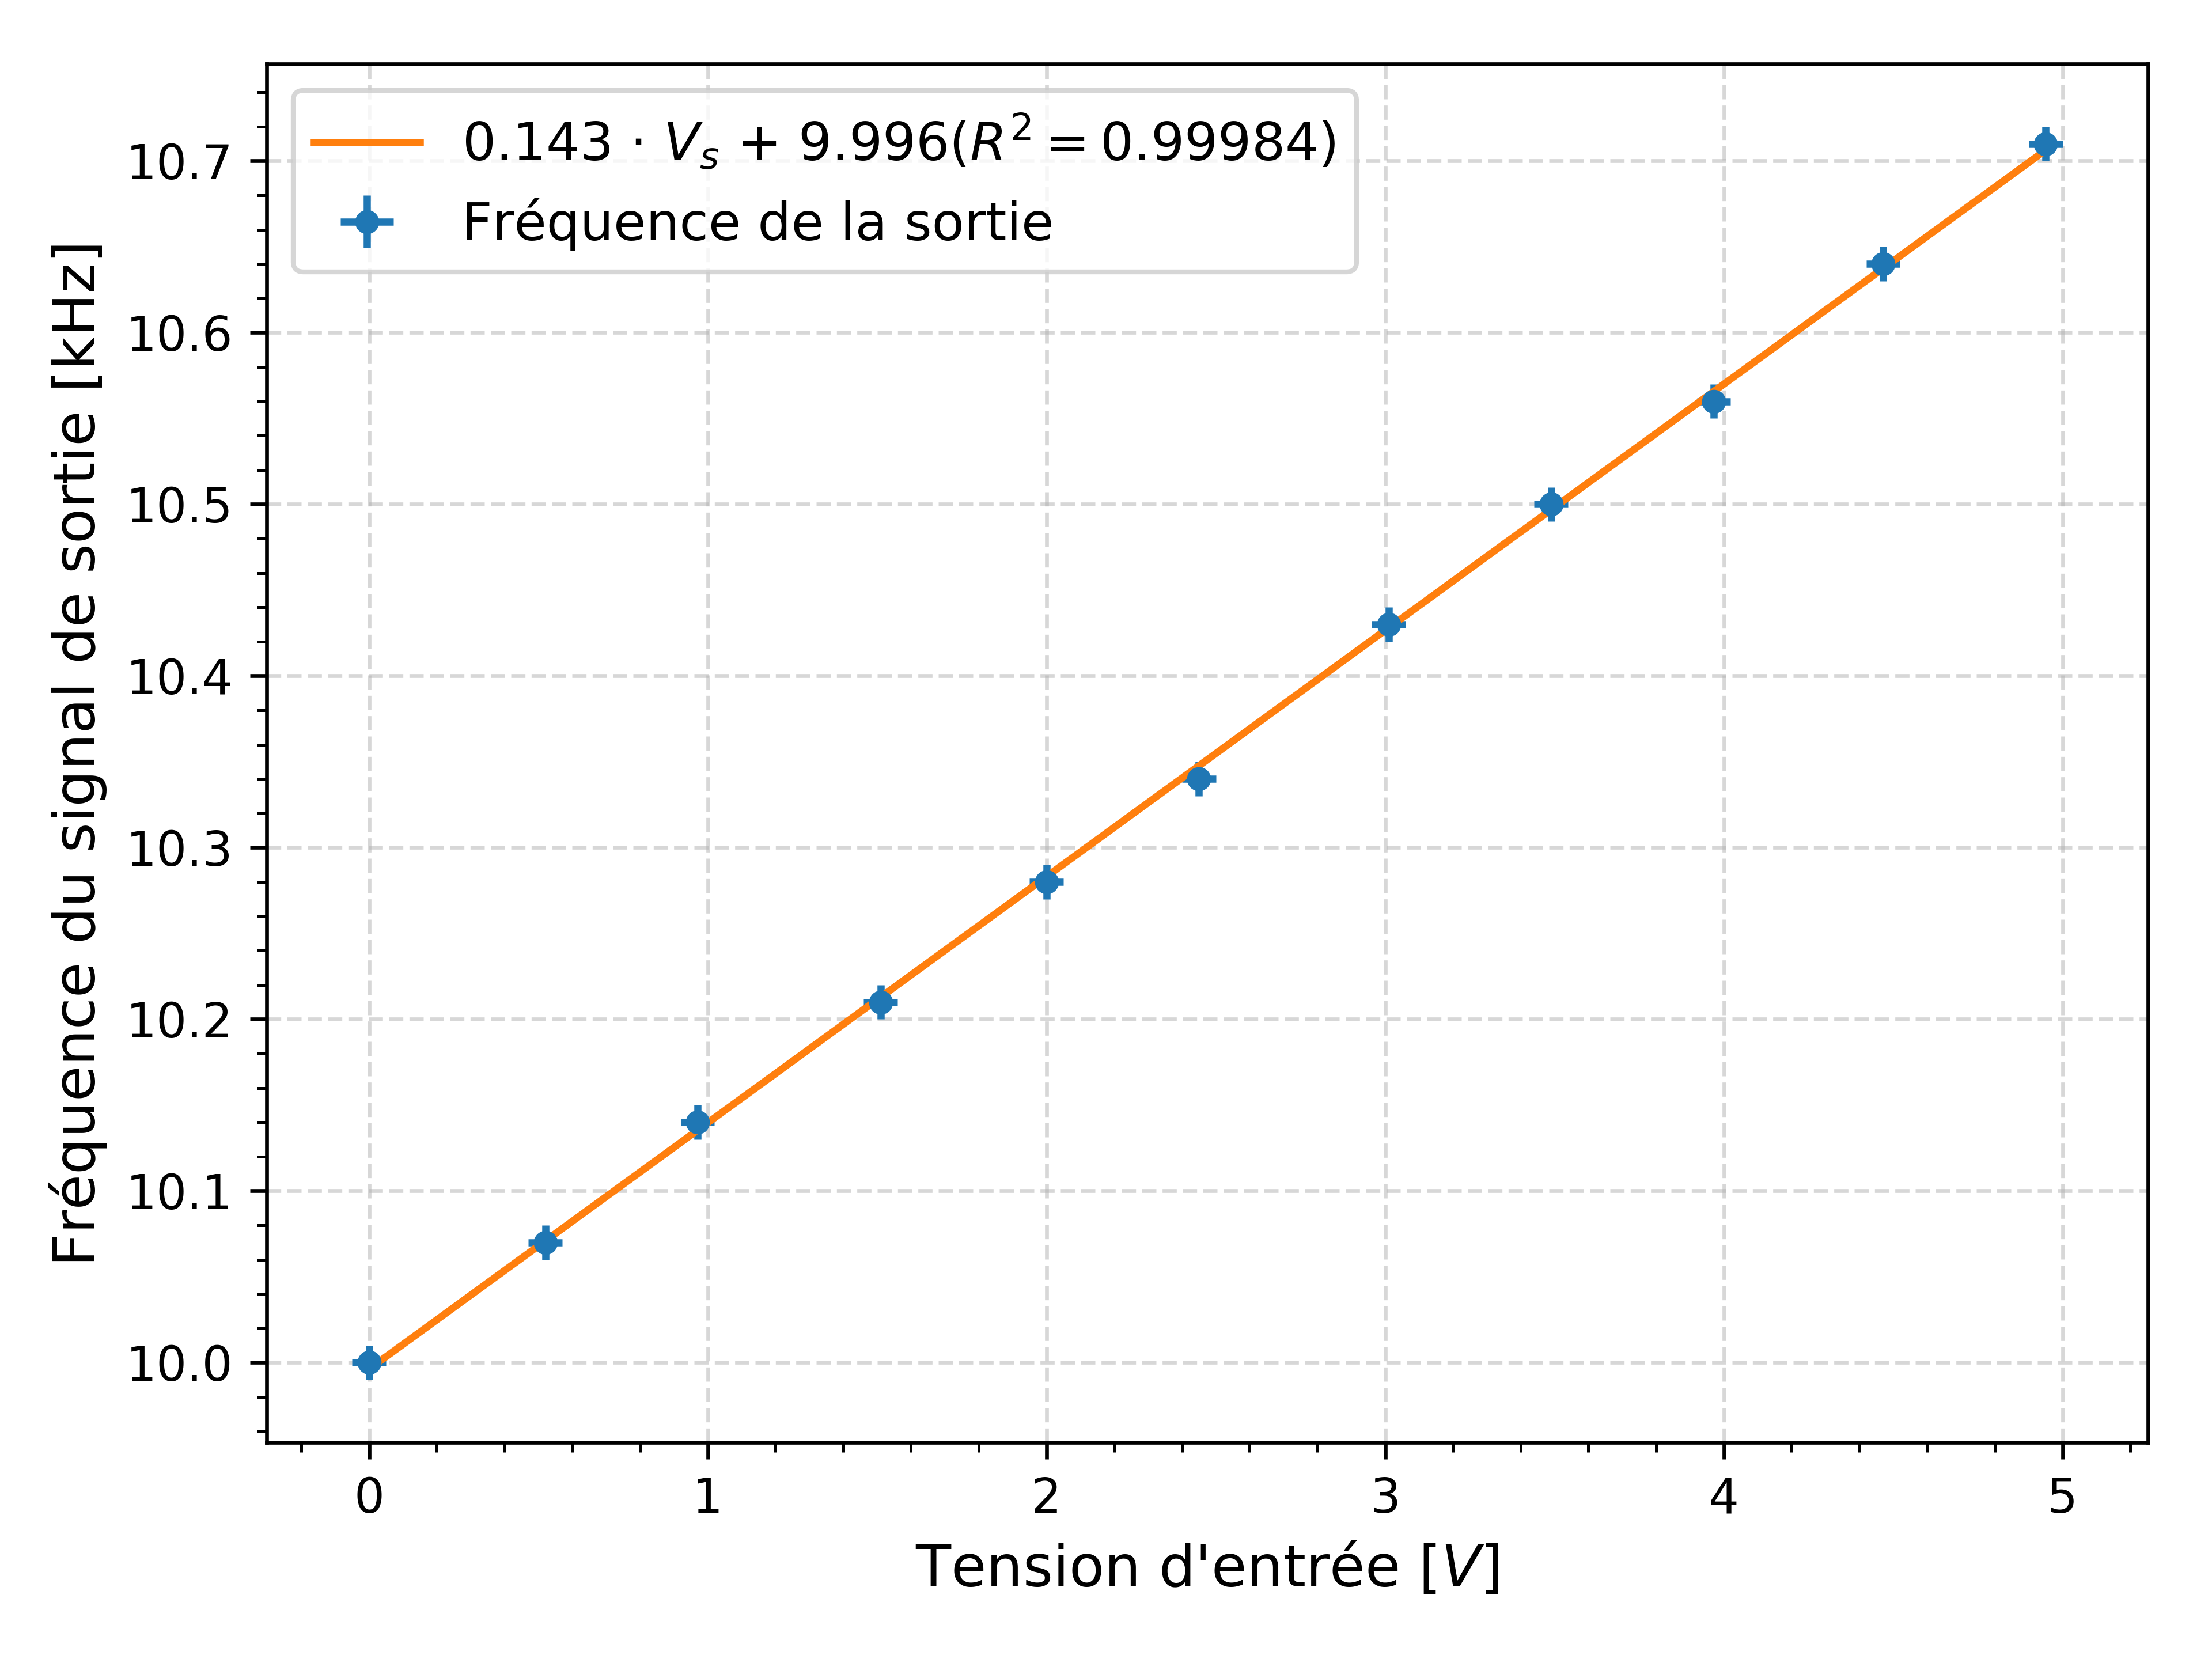 0.143 · Vₛ + 9.996(R² = 0.99984)
Fréquence de la sortie
Fréquence du signal de sortie [kHz]
10.7
10.6
10.5
10.4
10.3
10.2
10.1
10.0
0 1 2 3 4 5
Tension d'entrée [V]